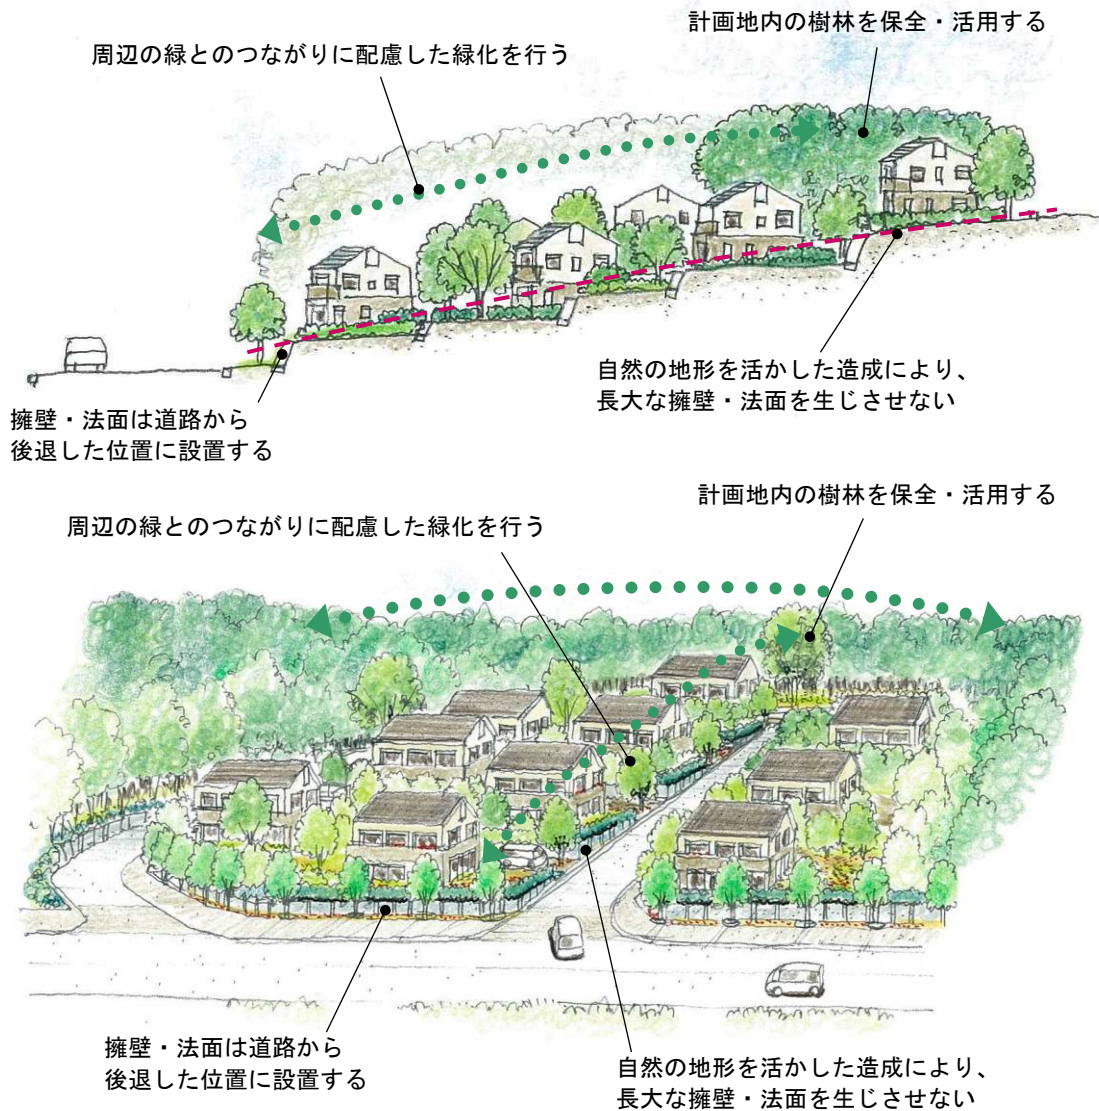 計画地内の樹林を保全・活用する
周辺の緑とのつながりに配慮した緑化を行う
自然の地形を活かした造成により、
長大な擁壁・法面を生じさせない
擁壁・法面は道路から
後退した位置に設置する
計画地内の樹林を保全・活用する
周辺の緑とのつながりに配慮した緑化を行う
擁壁・法面は道路から
後退した位置に設置する
自然の地形を活かした造成により、
長大な擁壁・法面を生じさせない